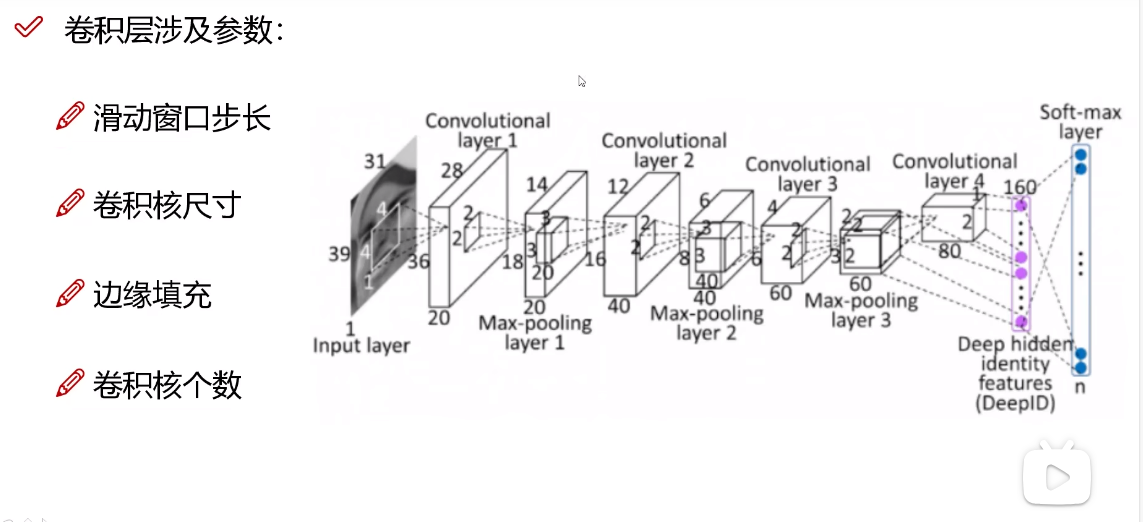 卷积层涉及参数：
滑动窗口步长
卷积核尺寸
边缘填充
卷积核个数
Convolutional
layer 1
Convolutional
layer 2
Convolutional
layer 3
Convolutional
layer 4
Soft-max
layer
31
39
4
4
1
1
Input layer
28
36
2
2
20
14
18
3
3
20
20
Max-pooling
layer 1
12
16
2
2
40
6
8
3
3
40
40
Max-pooling
layer 2
4
6
2
2
60
2
2
3
2
60
Max-pooling
layer 3
1
2
80
160
Deep hidden
identity
features
(DeepID)
n